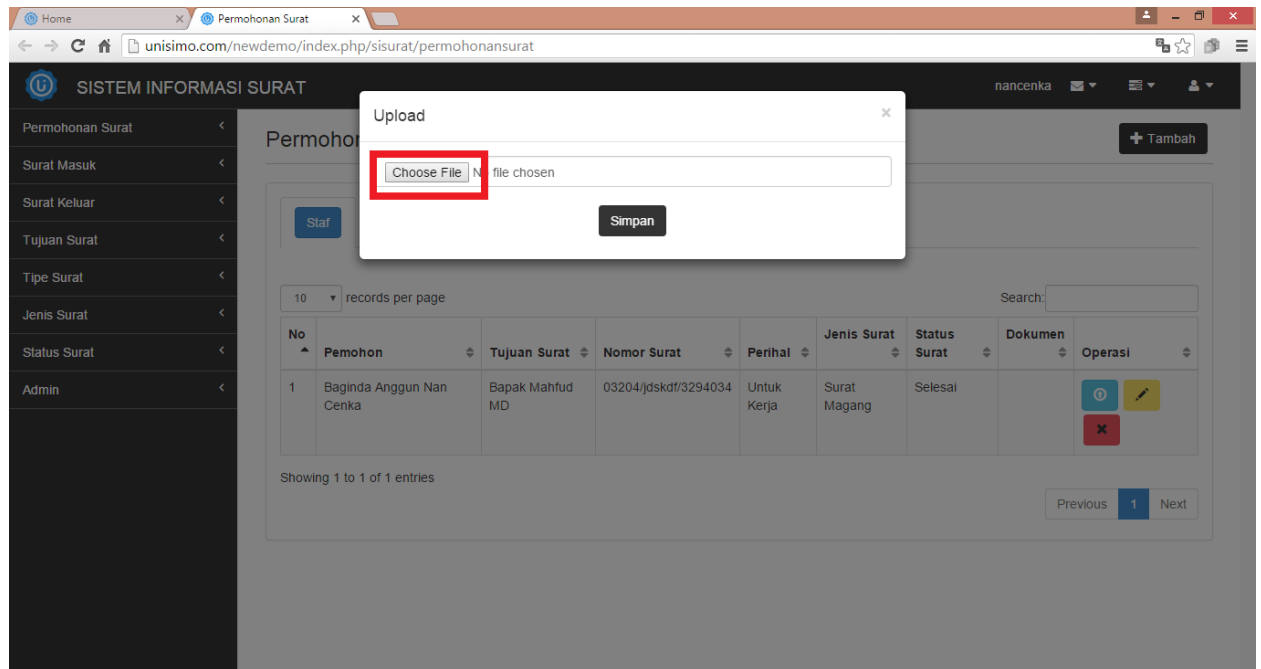 Home
Permohonan Surat
unisimo.com/newdemo/index.php/sisurat/permohonansurat
SISTEM INFORMASI SURAT
nancenka
Upload
Permohon
Tambah
Choose File
N file chosen
Simpan
Permohonan Surat
Surat Masuk
Surat Keluar
Tujuan Surat
Tipe Surat
Jenis Surat
Status Surat
Admin
Staf
10 records per page
Search:
No Pemohon Tujuan Surat Nomor Surat Perihal Jenis Surat Status Surat Dokumen Operasi
1 Baginda Anggun Nan Bapak Mahfud 03204/jdskdf/3294034 Untuk Surat Selesai
Cenka MD Kerja Magang
Showing 1 to 1 of 1 entries
Previous 1 Next